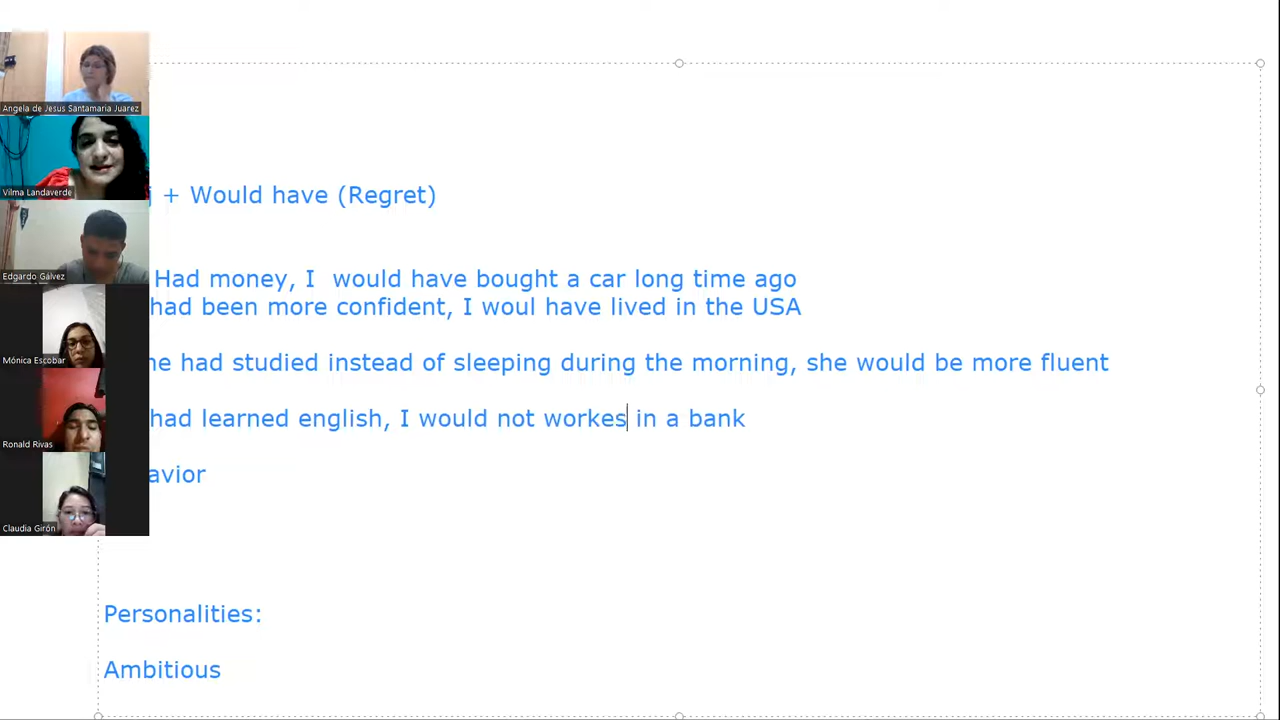 Angela de Jesus Santamaria Juarez
Vilma Landaverde
+ Would have (Regret)
Edgardo Gálvez
Had money, I  would have bought a car long time ago
had been more confident, I woul have lived in the USA
Mónica Escobar
he had studied instead of sleeping during the morning, she would be more fluent
had learned english, I would not workes in a bank
Ronald Rivas
avior
Claudia Girón
Personalities:
Ambitious